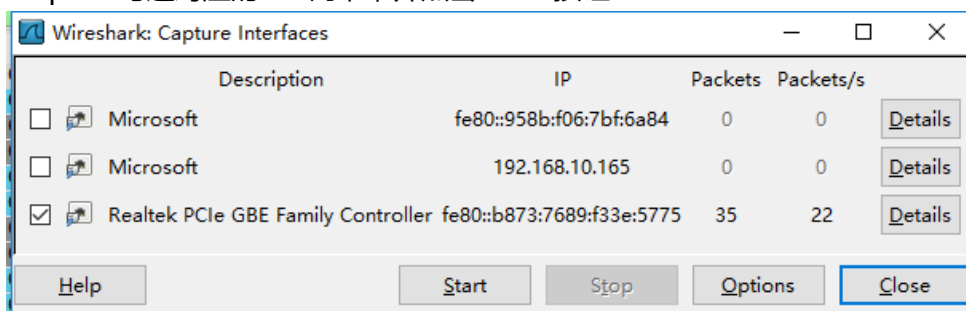 Wireshark: Capture Interfaces
Description IP Packets Packets/s
Microsoft fe80::958b:f06:7bf:6a84 0 0 Details
Microsoft 192.168.10.165 0 0 Details
Realtek PCIe GBE Family Controller fe80::b873:7689:f33e:5775 35 22 Details
Help Start Stop Options Close